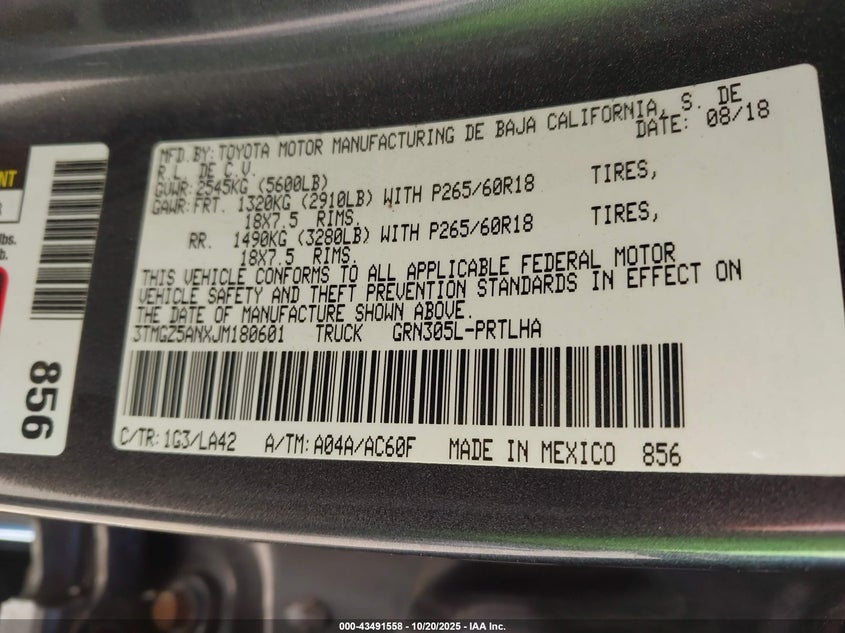 MFD.BY: TOYOTA MOTOR MANUFACTURING DE BAJA CALIFORNIA, S. DE
R.L. DE C.V. DATE: 08/18
GVWR: 2545KG (5600LB)
GAWR: FRT. 1320KG (2910LB) WITH P265/60R18 TIRES,
18X7.5 RIMS.
RR. 1490KG (3280LB) WITH P265/60R18 TIRES,
18X7.5 RIMS.
THIS VEHICLE CONFORMS TO ALL APPLICABLE FEDERAL MOTOR
VEHICLE SAFETY AND THEFT PREVENTION STANDARDS IN EFFECT ON
THE DATE OF MANUFACTURE SHOWN ABOVE.
3TMGZ5ANXJM180601 TRUCK GRN305L-PRTLHA
C/TR: 1G3/LA42 A/TM: A04A/AC60F MADE IN MEXICO 856
NT
lbs.
b.
856
000-43491558 - 10/20/2025 - IAA Inc.